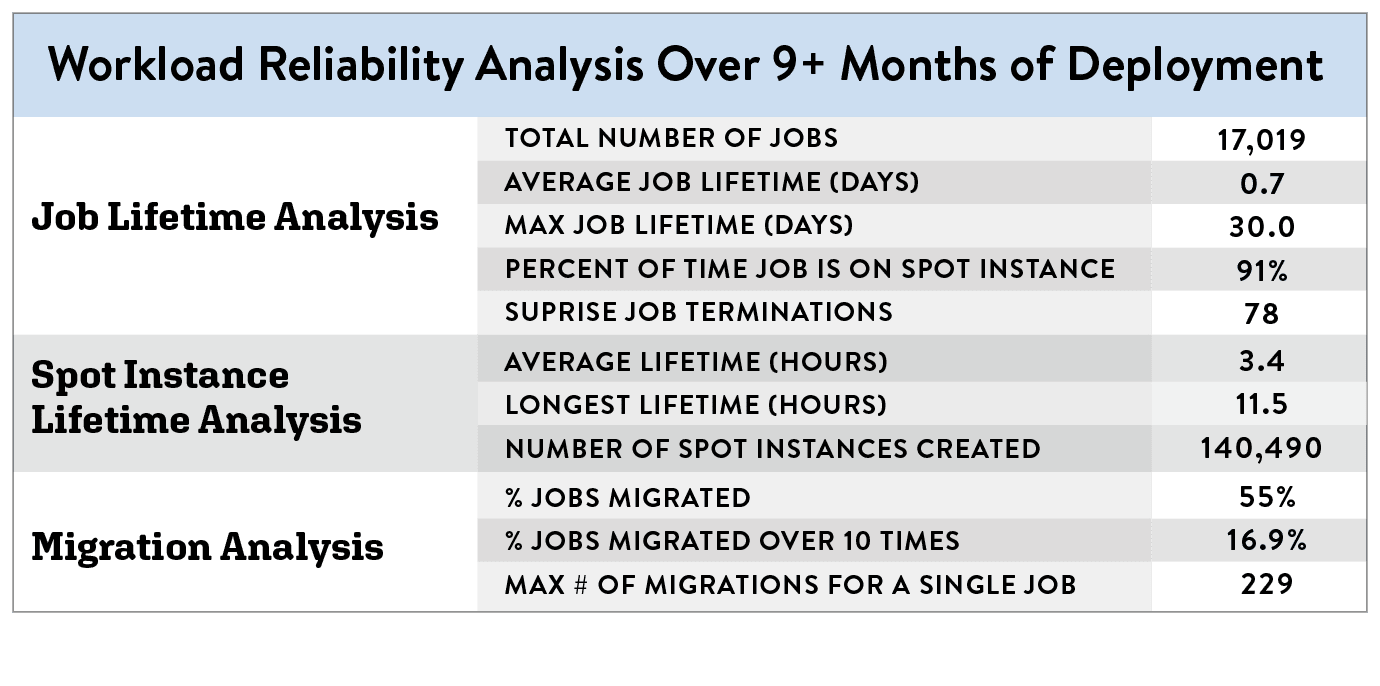 Workload Reliability Analysis Over 9+ Months of Deployment
Job Lifetime Analysis
TOTAL NUMBER OF JOBS 17,019
AVERAGE JOB LIFETIME (DAYS) 0.7
MAX JOB LIFETIME (DAYS) 30.0
PERCENT OF TIME JOB IS ON SPOT INSTANCE 91%
SUPRISE JOB TERMINATIONS 78
Spot Instance
Lifetime Analysis
AVERAGE LIFETIME (HOURS) 3.4
LONGEST LIFETIME (HOURS) 11.5
NUMBER OF SPOT INSTANCES CREATED 140,490
Migration Analysis
% JOBS MIGRATED 55%
% JOBS MIGRATED OVER 10 TIMES 16.9%
MAX # OF MIGRATIONS FOR A SINGLE JOB 229